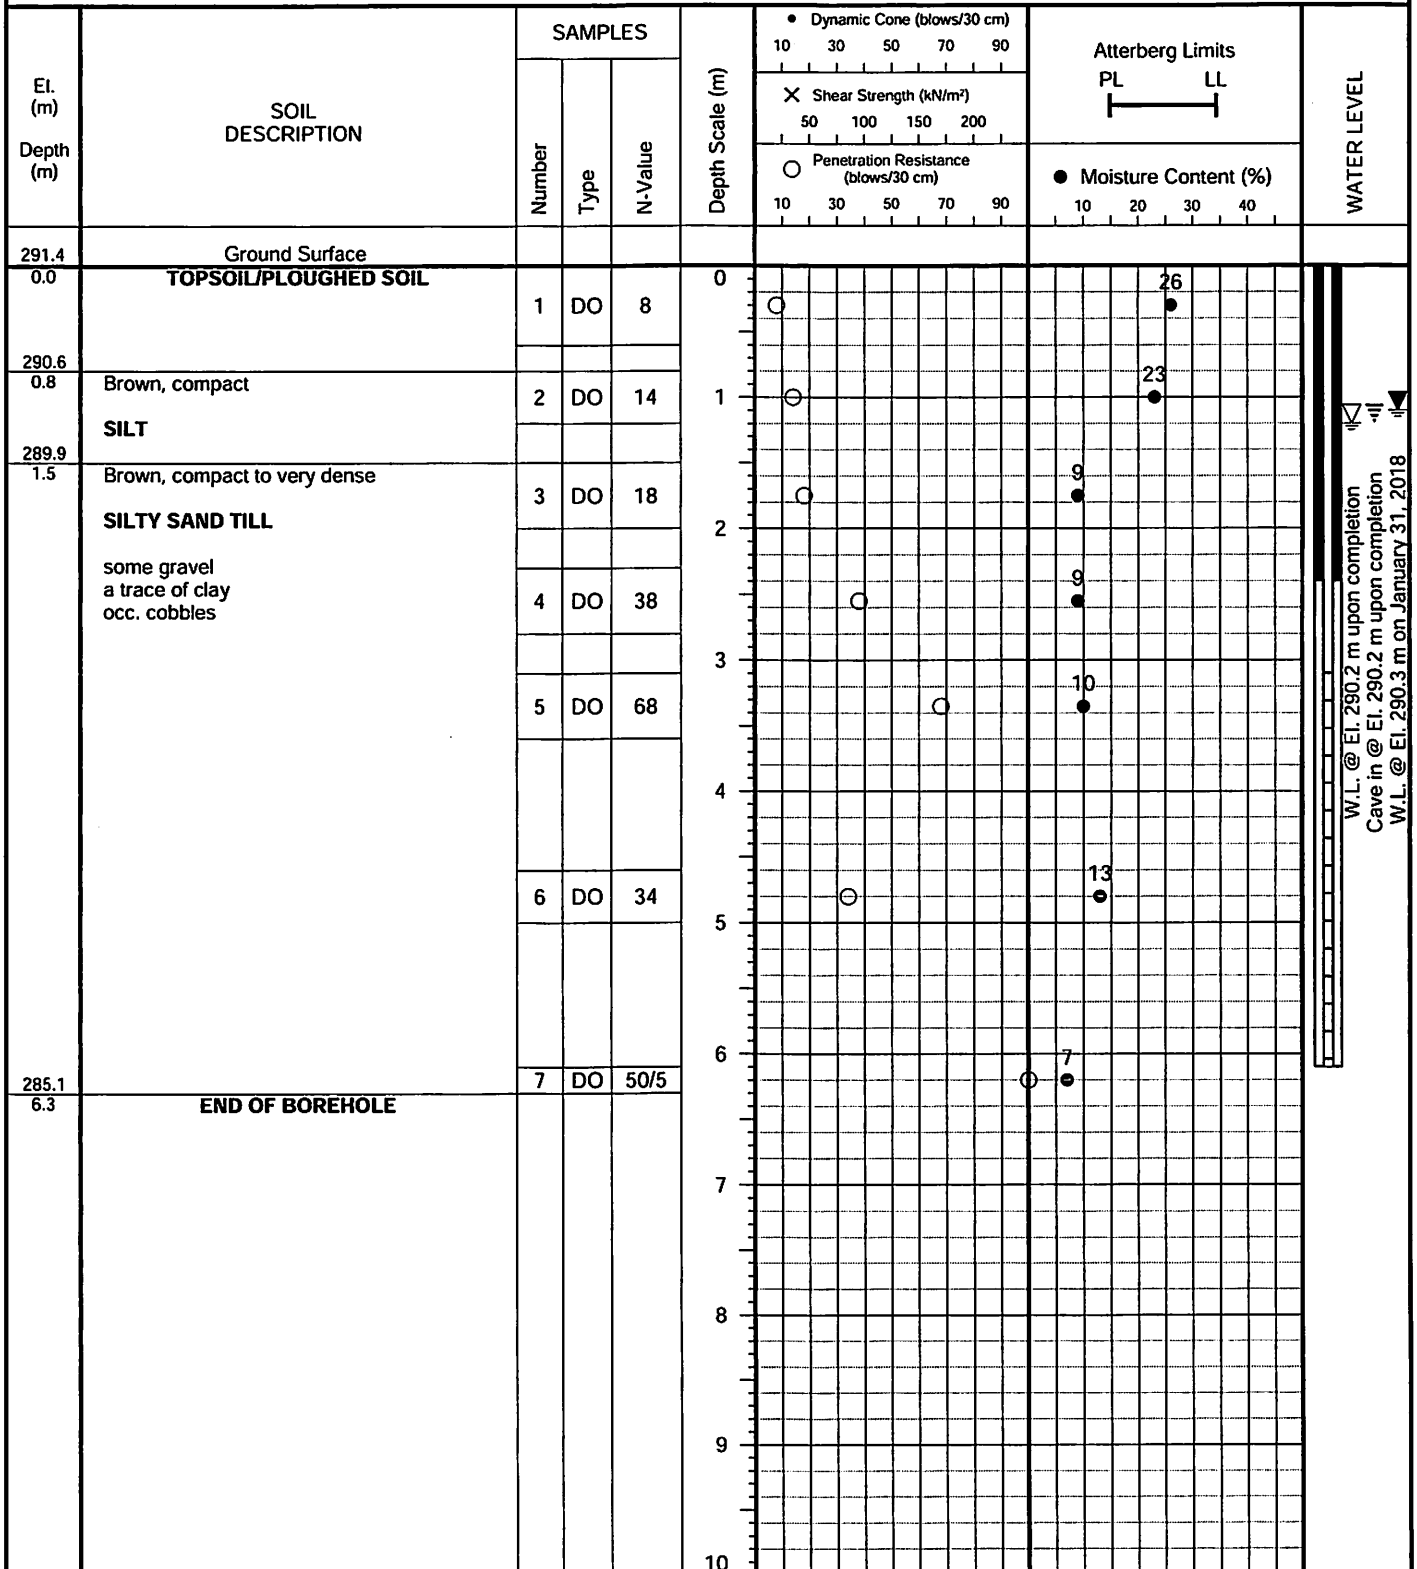 El.
(m)
Depth
(m)
SOIL
DESCRIPTION
SAMPLES
Number
Type
N-Value
Depth Scale (m)
● Dynamic Cone (blows/30 cm)
10 30 50 70 90
X Shear Strength (kN/m²)
50 100 150 200
O Penetration Resistance
(blows/30 cm)
10 30 50 70 90
Atterberg Limits
PL LL
● Moisture Content (%)
10 20 30 40
WATER LEVEL
291.4 Ground Surface
0.0 TOPSOIL/PLOUGHED SOIL 0
1 DO 8 26
290.6
0.8 Brown, compact
2 DO 14 1 23
SILT
289.9
1.5 Brown, compact to very dense
3 DO 18 9
SILTY SAND TILL
2
some gravel
a trace of clay
occ. cobbles
4 DO 38 9
3
5 DO 68 10
4
6 DO 34 13
5
6
7 DO 50/5 7
285.1
6.3 END OF BOREHOLE
7
8
9
10
W.L. @ El. 290.2 m upon completion
Cave in @ El. 290.2 m upon completion
W.L. @ El. 290.3 m on January 31, 2018